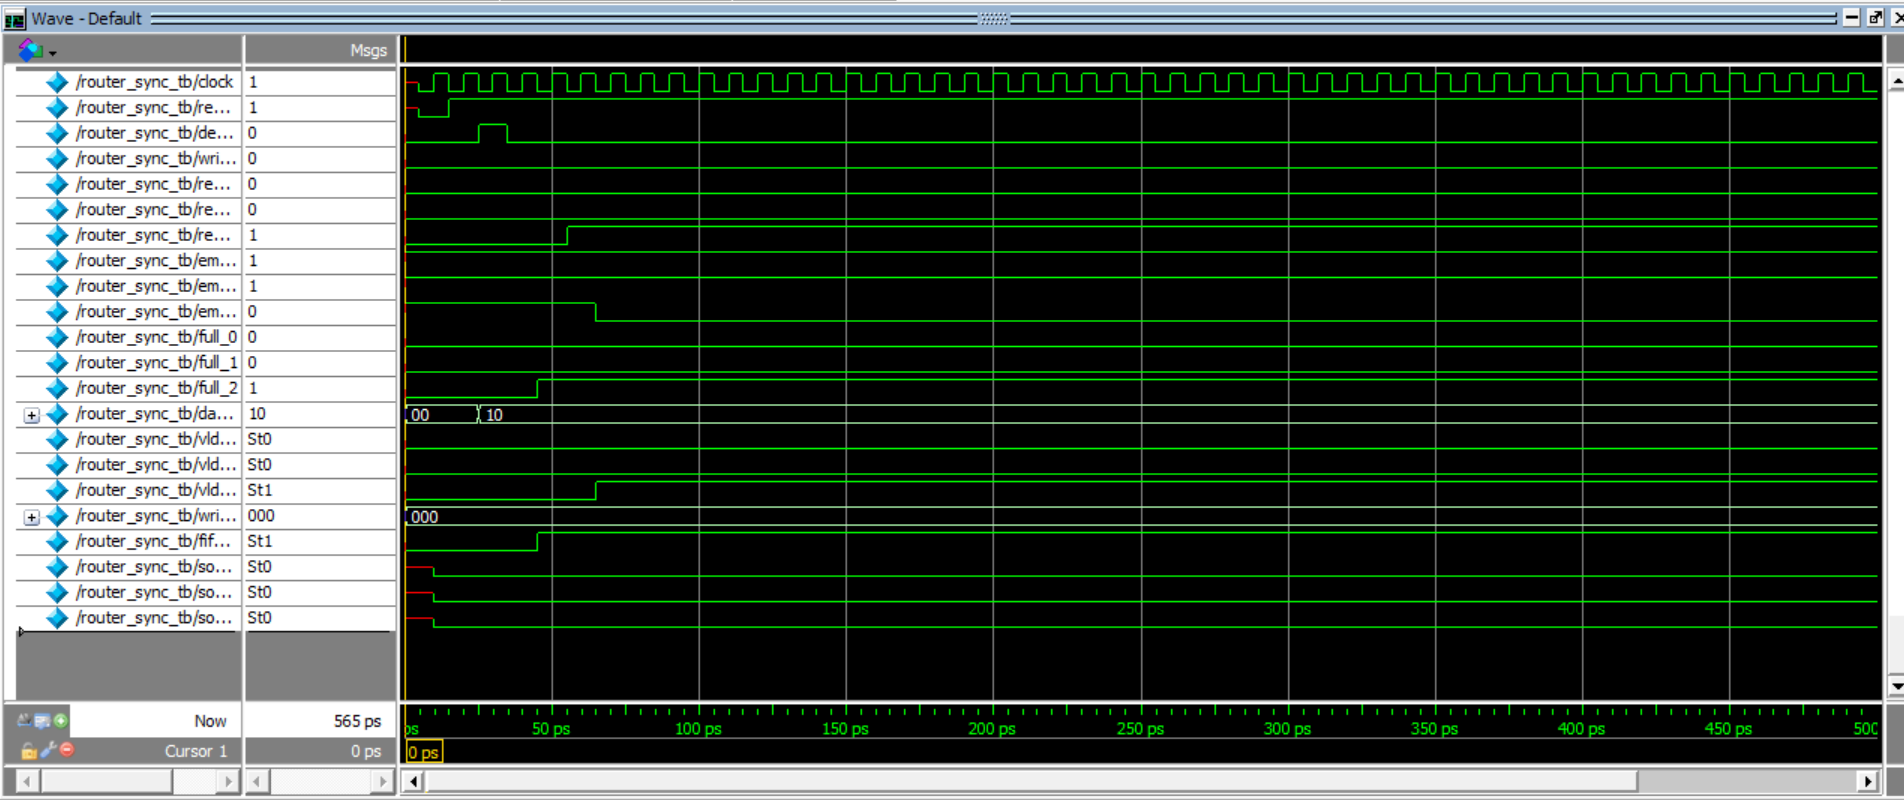 Wave - Default
Msgs
/router_sync_tb/clock 1
/router_sync_tb/re... 1
/router_sync_tb/de... 0
/router_sync_tb/wri... 0
/router_sync_tb/re... 0
/router_sync_tb/re... 0
/router_sync_tb/re... 1
/router_sync_tb/em... 1
/router_sync_tb/em... 1
/router_sync_tb/em... 0
/router_sync_tb/full_0 0
/router_sync_tb/full_1 0
/router_sync_tb/full_2 1
/router_sync_tb/da... 10 00 10
/router_sync_tb/vld... St0
/router_sync_tb/vld... St0
/router_sync_tb/vld... St1
/router_sync_tb/wri... 000 000
/router_sync_tb/fif... St1
/router_sync_tb/so... St0
/router_sync_tb/so... St0
/router_sync_tb/so... St0
Now 565 ps ps 50 ps 100 ps 150 ps 200 ps 250 ps 300 ps 350 ps 400 ps 450 ps 500
Cursor 1 0 ps 0 ps